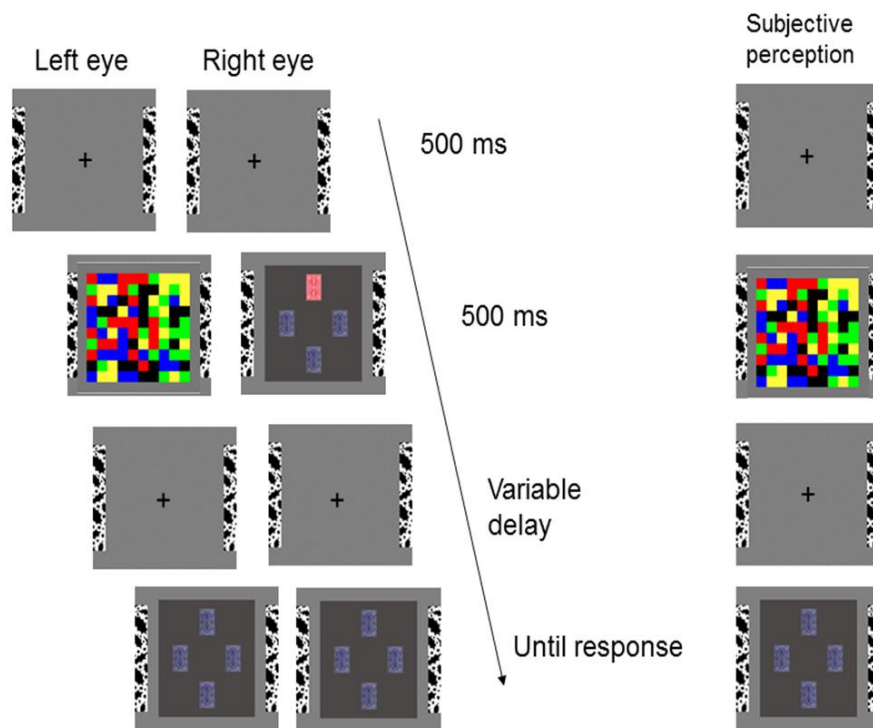 Left eye
Right eye
Subjective
perception
500 ms
500 ms
Variable
delay
Until response